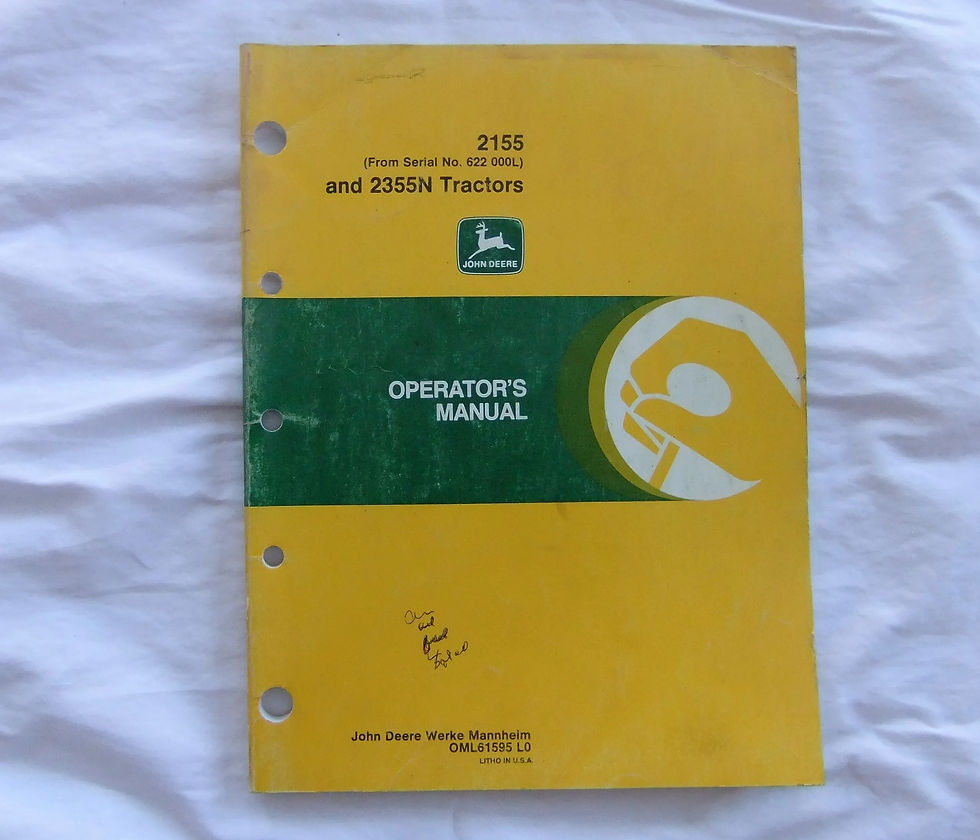 2155
(From Serial No. 622 000L)
and 2355N Tractors
JOHN DEERE
OPERATOR'S
MANUAL
John Deere Werke Mannheim
OML61595 L0
LITHO IN U.S.A.